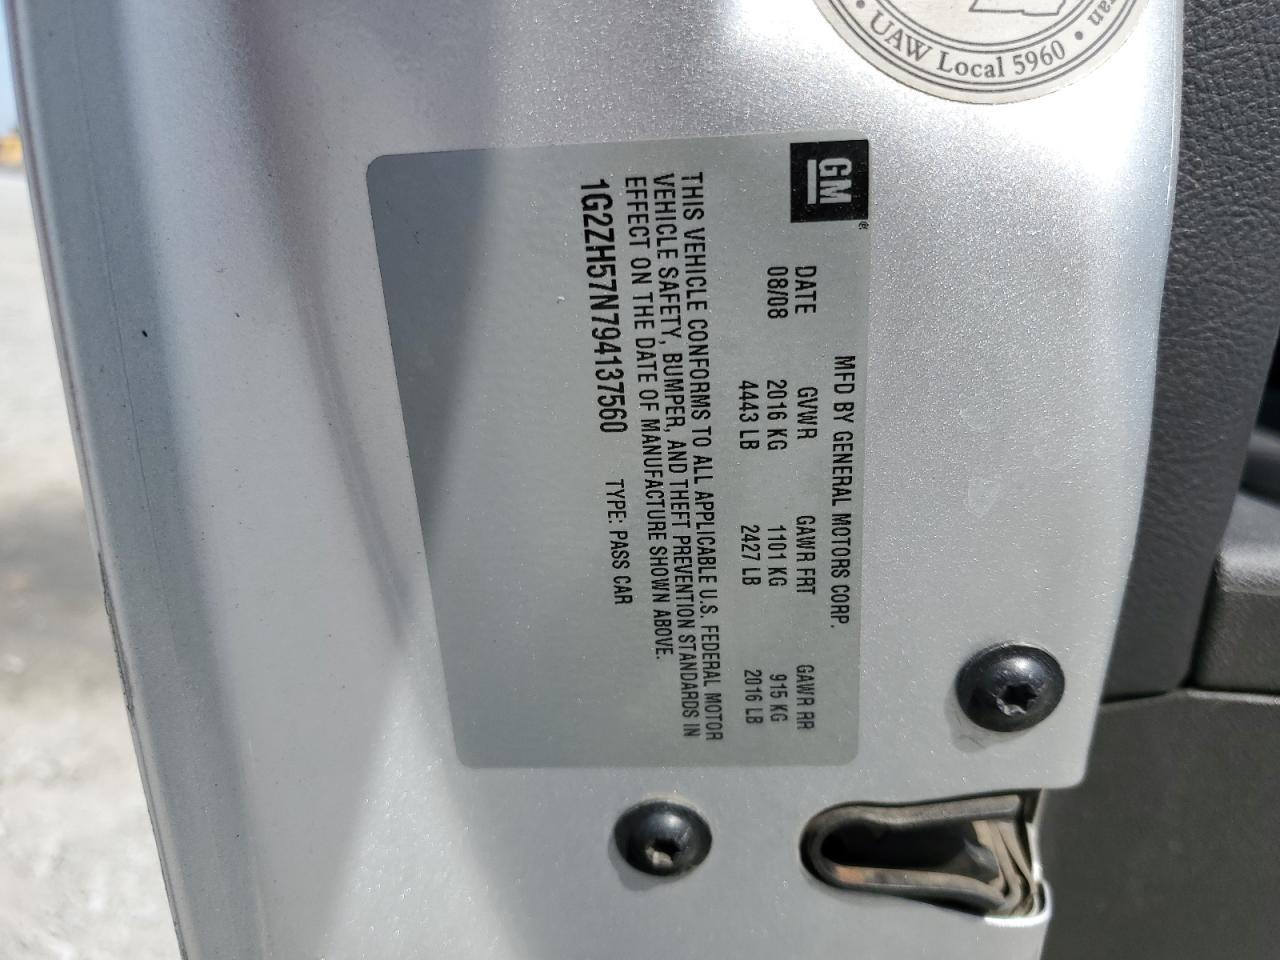 UAW Local 5960
GM
MFD BY GENERAL MOTORS CORP.
DATE GVWR GAWR FRT GAWR RR
08/08 2016 KG 1101 KG 915 KG
4443 LB 2427 LB 2016 LB
THIS VEHICLE CONFORMS TO ALL APPLICABLE U.S. FEDERAL MOTOR
VEHICLE SAFETY, BUMPER, AND THEFT PREVENTION STANDARDS IN
EFFECT ON THE DATE OF MANUFACTURE SHOWN ABOVE.
1G2ZH57N794137560 TYPE: PASS CAR